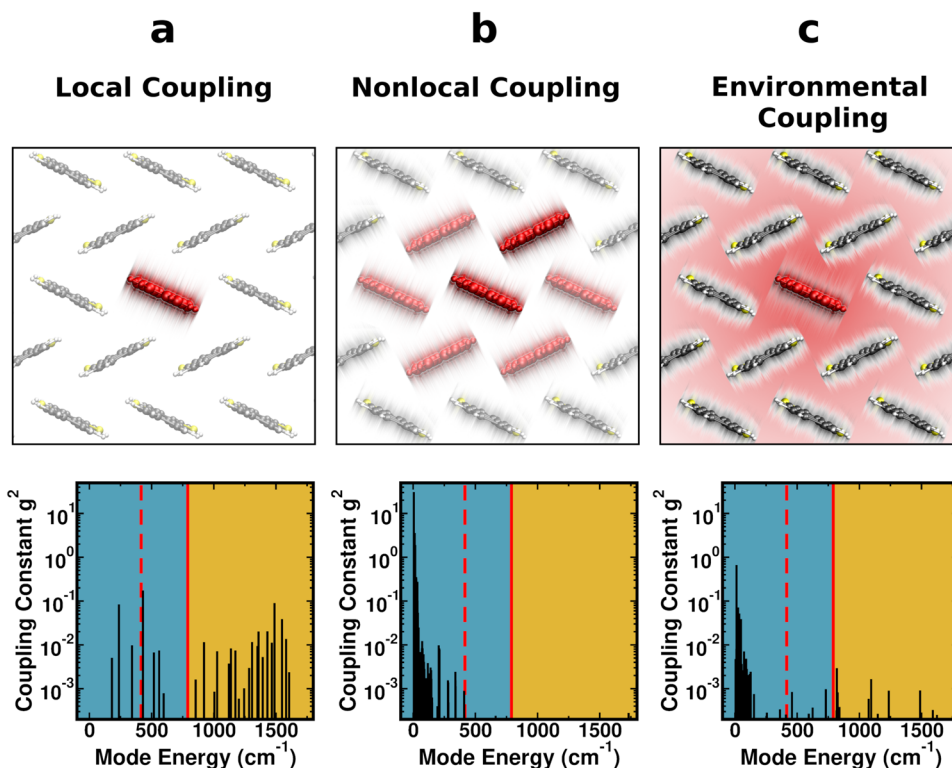 a
b
c
Local Coupling
Nonlocal Coupling
Environmental
Coupling
Coupling Constant g²
10¹
10⁰
10⁻¹
10⁻²
10⁻³
0
500
1000
1500
Mode Energy (cm⁻¹)
Coupling Constant g²
10¹
10⁰
10⁻¹
10⁻²
10⁻³
0
500
1000
1500
Mode Energy (cm⁻¹)
Coupling Constant g²
10¹
10⁰
10⁻¹
10⁻²
10⁻³
0
500
1000
1500
Mode Energy (cm⁻¹)